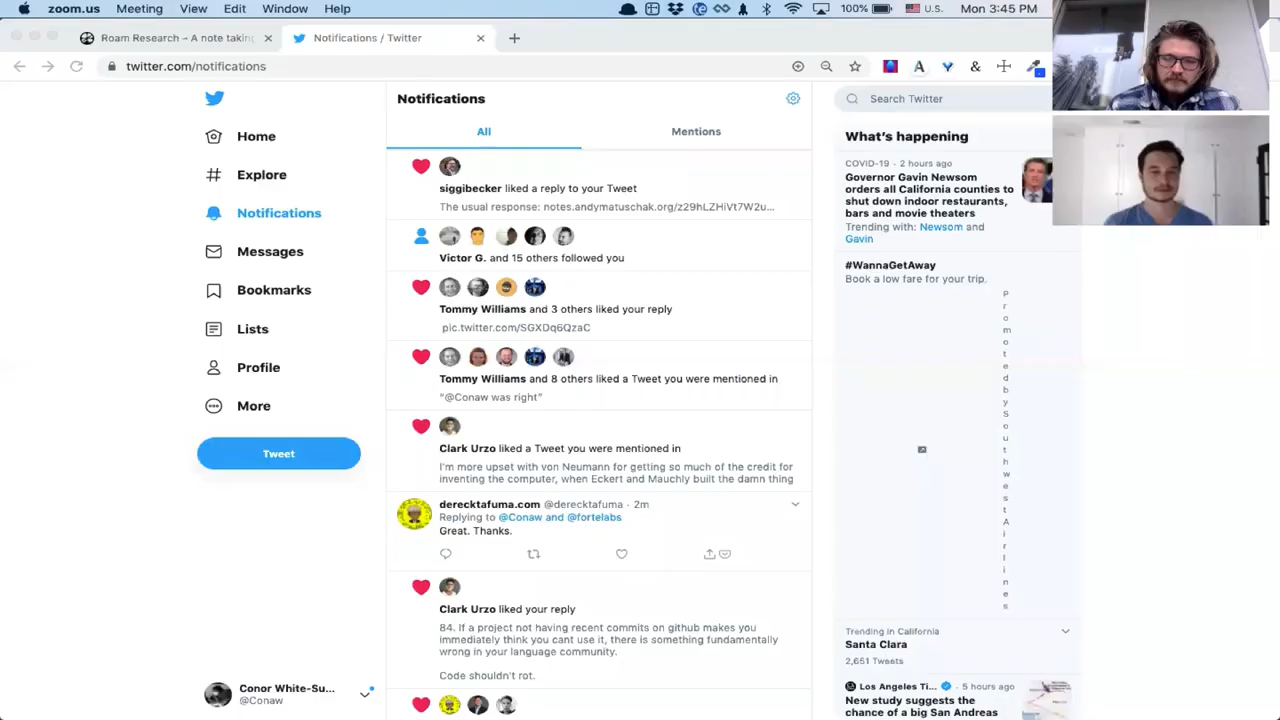 zoom.us Meeting View Edit Window Help 100% U.S. Mon 3:45 PM
Roam Research – A note taking
Notifications / Twitter
twitter.com/notifications
Home
Explore
Notifications
Messages
Bookmarks
Lists
Profile
More
Tweet
Conor White-Su...
@Conaw
Notifications
All
Mentions
siggibecker liked a reply to your Tweet
The usual response: notes.andymatuschak.org/z29hLZHiVt7W2u...
Victor G. and 15 others followed you
Tommy Williams and 3 others liked your reply
pic.twitter.com/SGXDq6QzaC
Tommy Williams and 8 others liked a Tweet you were mentioned in
"@Conaw was right"
Clark Urzo liked a Tweet you were mentioned in
I'm more upset with von Neumann for getting so much of the credit for
inventing the computer, when Eckert and Mauchly built the damn thing
derecktafuma.com @derecktafuma · 2m
Replying to @Conaw and @fortelabs
Great. Thanks.
Clark Urzo liked your reply
84. If a project not having recent commits on github makes you
immediately think you cant use it, there is something fundamentally
wrong in your language community.
Code shouldn't rot.
Search Twitter
What's happening
COVID-19 · 2 hours ago
Governor Gavin Newsom
orders all California counties to
shut down indoor restaurants,
bars and movie theaters
Trending with: Newsom and
Gavin
#WannaGetAway
Book a low fare for your trip.
Promoted by Southwest Airlines
Trending in California
Santa Clara
2,651 Tweets
Los Angeles Ti... · 5 hours ago
New study suggests the
chance of a big San Andreas